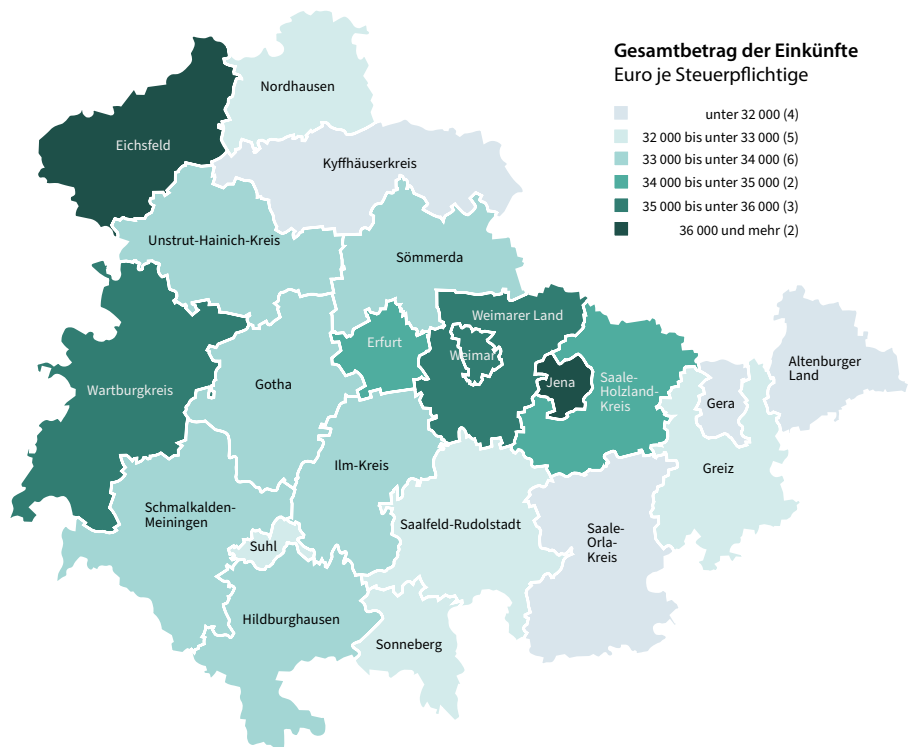 Gesamtbetrag der Einkünfte
Euro je Steuerpflichtige
unter 32 000 (4)
32 000 bis unter 33 000 (5)
33 000 bis unter 34 000 (6)
34 000 bis unter 35 000 (2)
35 000 bis unter 36 000 (3)
36 000 und mehr (2)
Nordhausen
Eichsfeld
Kyffhäuserkreis
Unstrut-Hainich-Kreis
Sömmerda
Weimarer Land
Erfurt
Weimar
Wartburgkreis
Gotha
Jena
Saale-
Holzland-
Kreis
Gera
Altenburger
Land
Ilm-Kreis
Greiz
Schmalkalden-
Meiningen
Suhl
Saalfeld-Rudolstadt
Saale-
Orla-
Kreis
Hildburghausen
Sonneberg